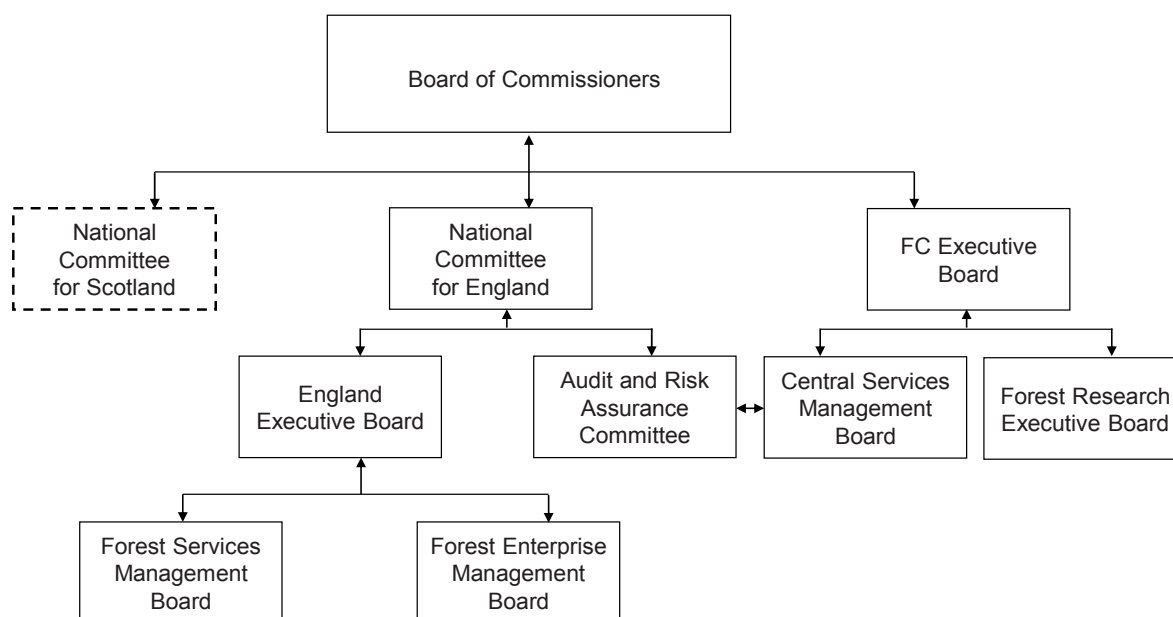 Board of Commissioners
National
Committee
for Scotland
National
Committee
for England
FC Executive
Board
England
Executive Board
Audit and Risk
Assurance
Committee
Central Services
Management
Board
Forest Research
Executive Board
Forest Services
Management
Board
Forest Enterprise
Management
Board